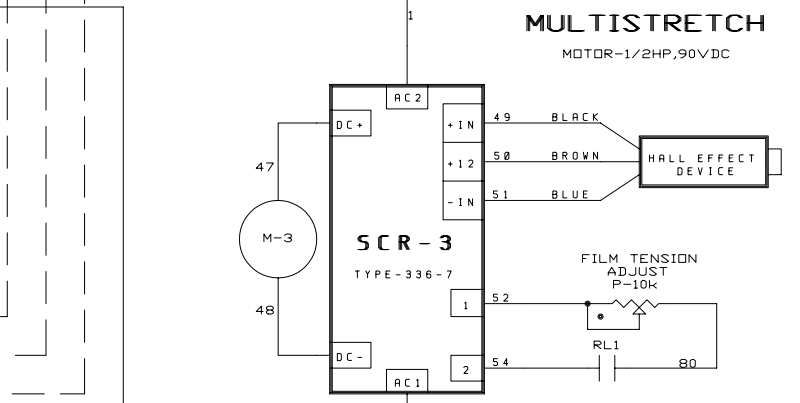 1
MULTISTRETCH
MOTOR-1/2HP,90VDC
AC2
DC+
+IN
49
BLACK
47
+12
50
BROWN
HALL EFFECT
DEVICE
-IN
51
BLUE
M-3
SCR-3
TYPE-336-7
FILM TENSION
ADJUST
P-10k
48
1
52
RL1
DC-
2
54
80
AC1